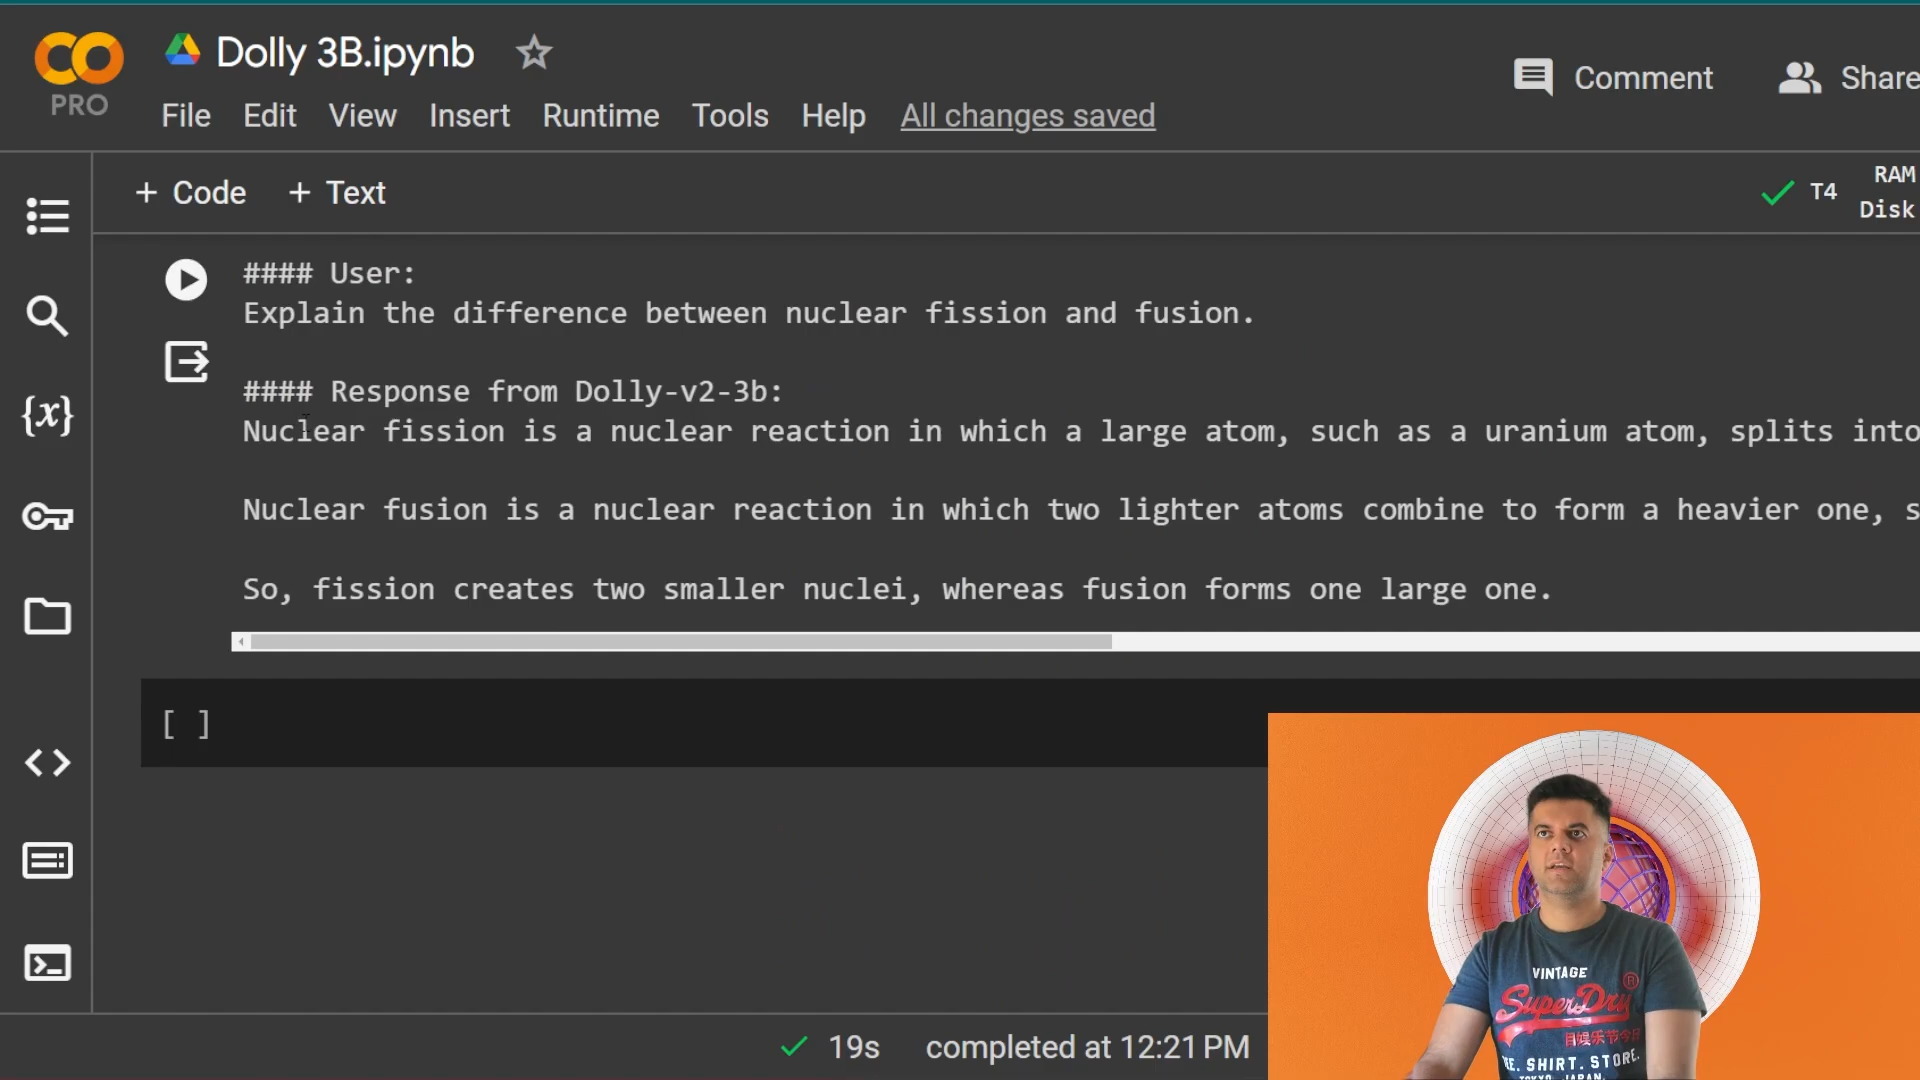 CO Dolly 3B.ipynb
PRO
File Edit View Insert Runtime Tools Help All changes saved
Comment Share
+ Code + Text
T4 RAM
Disk
#### User:
Explain the difference between nuclear fission and fusion.
#### Response from Dolly-v2-3b:
Nuclear fission is a nuclear reaction in which a large atom, such as a uranium atom, splits into
Nuclear fusion is a nuclear reaction in which two lighter atoms combine to form a heavier one, s
So, fission creates two smaller nuclei, whereas fusion forms one large one.
{x}
[ ]
19s completed at 12:21 PM
VINTAGE
SuperDry ®
THE. SHIRT. STORE.
TOKYO. JAPAN.